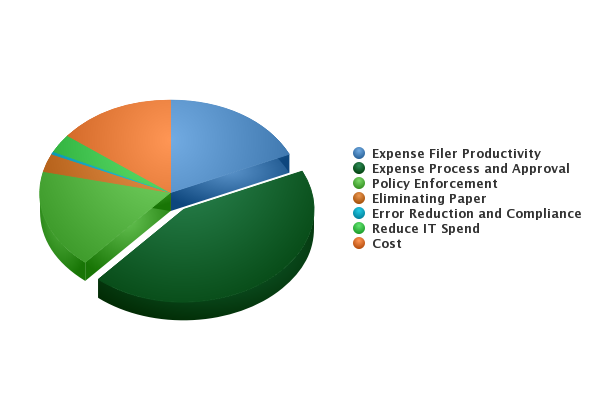 Expense Filer Productivity
Expense Process and Approval
Policy Enforcement
Eliminating Paper
Error Reduction and Compliance
Reduce IT Spend
Cost